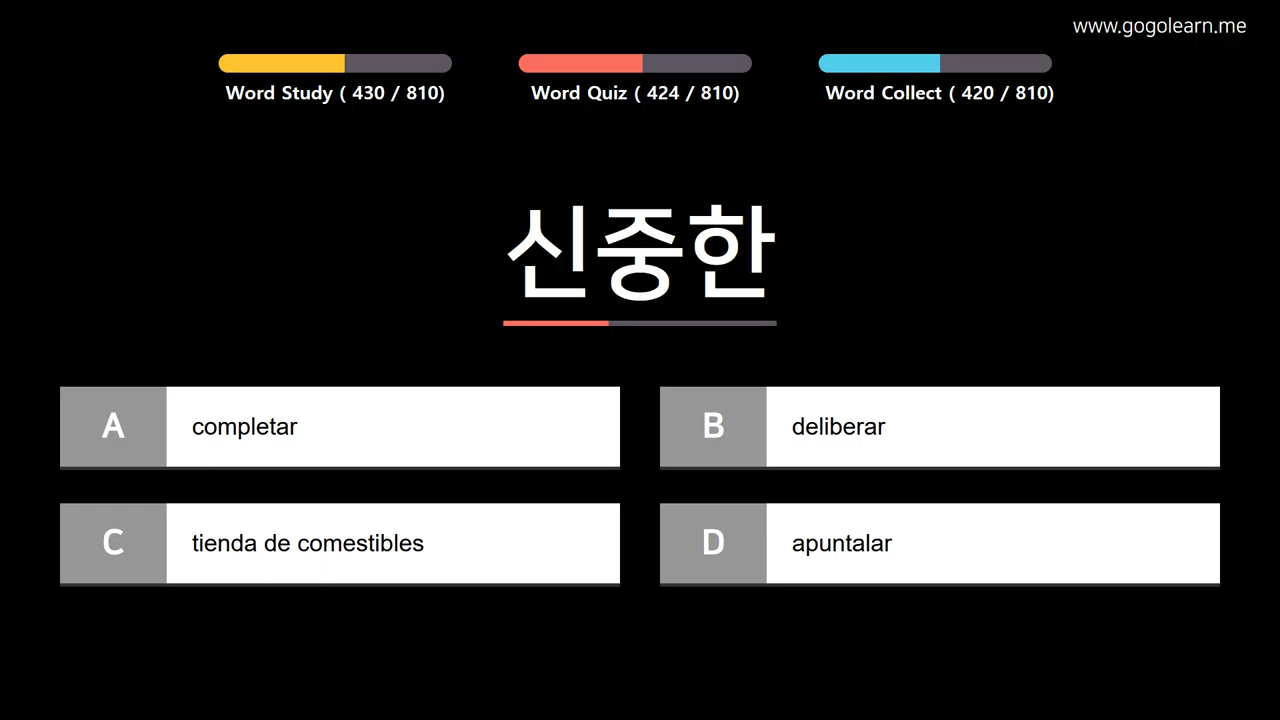 www.gogolearn.me
Word Study ( 430 / 810)
Word Quiz ( 424 / 810)
Word Collect ( 420 / 810)
신중한
A completar
B deliberar
C tienda de comestibles
D apuntalar